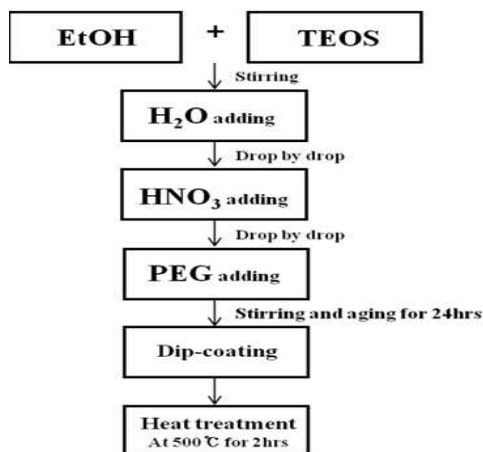 EtOH + TEOS
Stirring
H₂O adding
Drop by drop
HNO₃ adding
Drop by drop
PEG adding
Stirring and aging for 24hrs
Dip-coating
Heat treatment
At 500℃ for 2hrs